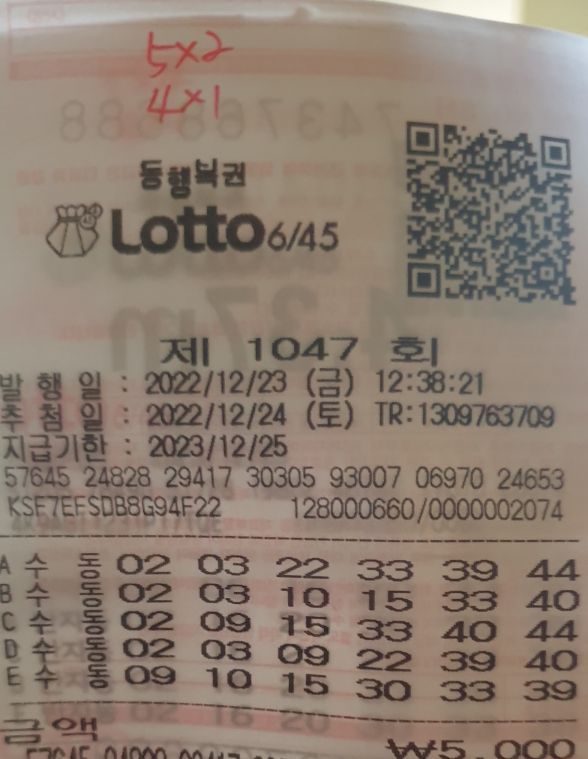 5x2
4x1
동행복권
Lotto 6/45
제 1047 회
발 행 일 : 2022/12/23 (금) 12:38:21
추 첨 일 : 2022/12/24 (토) TR:1309763709
지급기한 : 2023/12/25
57645 24828 29417 30305 93007 06970 24653
KSF7EFSDB8G94F22 128000660/0000002074
A 수 동 02 03 22 33 39 44
B 수 동 02 03 10 15 33 40
C 수 동 02 09 15 33 40 44
D 수 동 02 03 09 22 39 40
E 수 동 09 10 15 30 33 39
금 액 ₩5,000